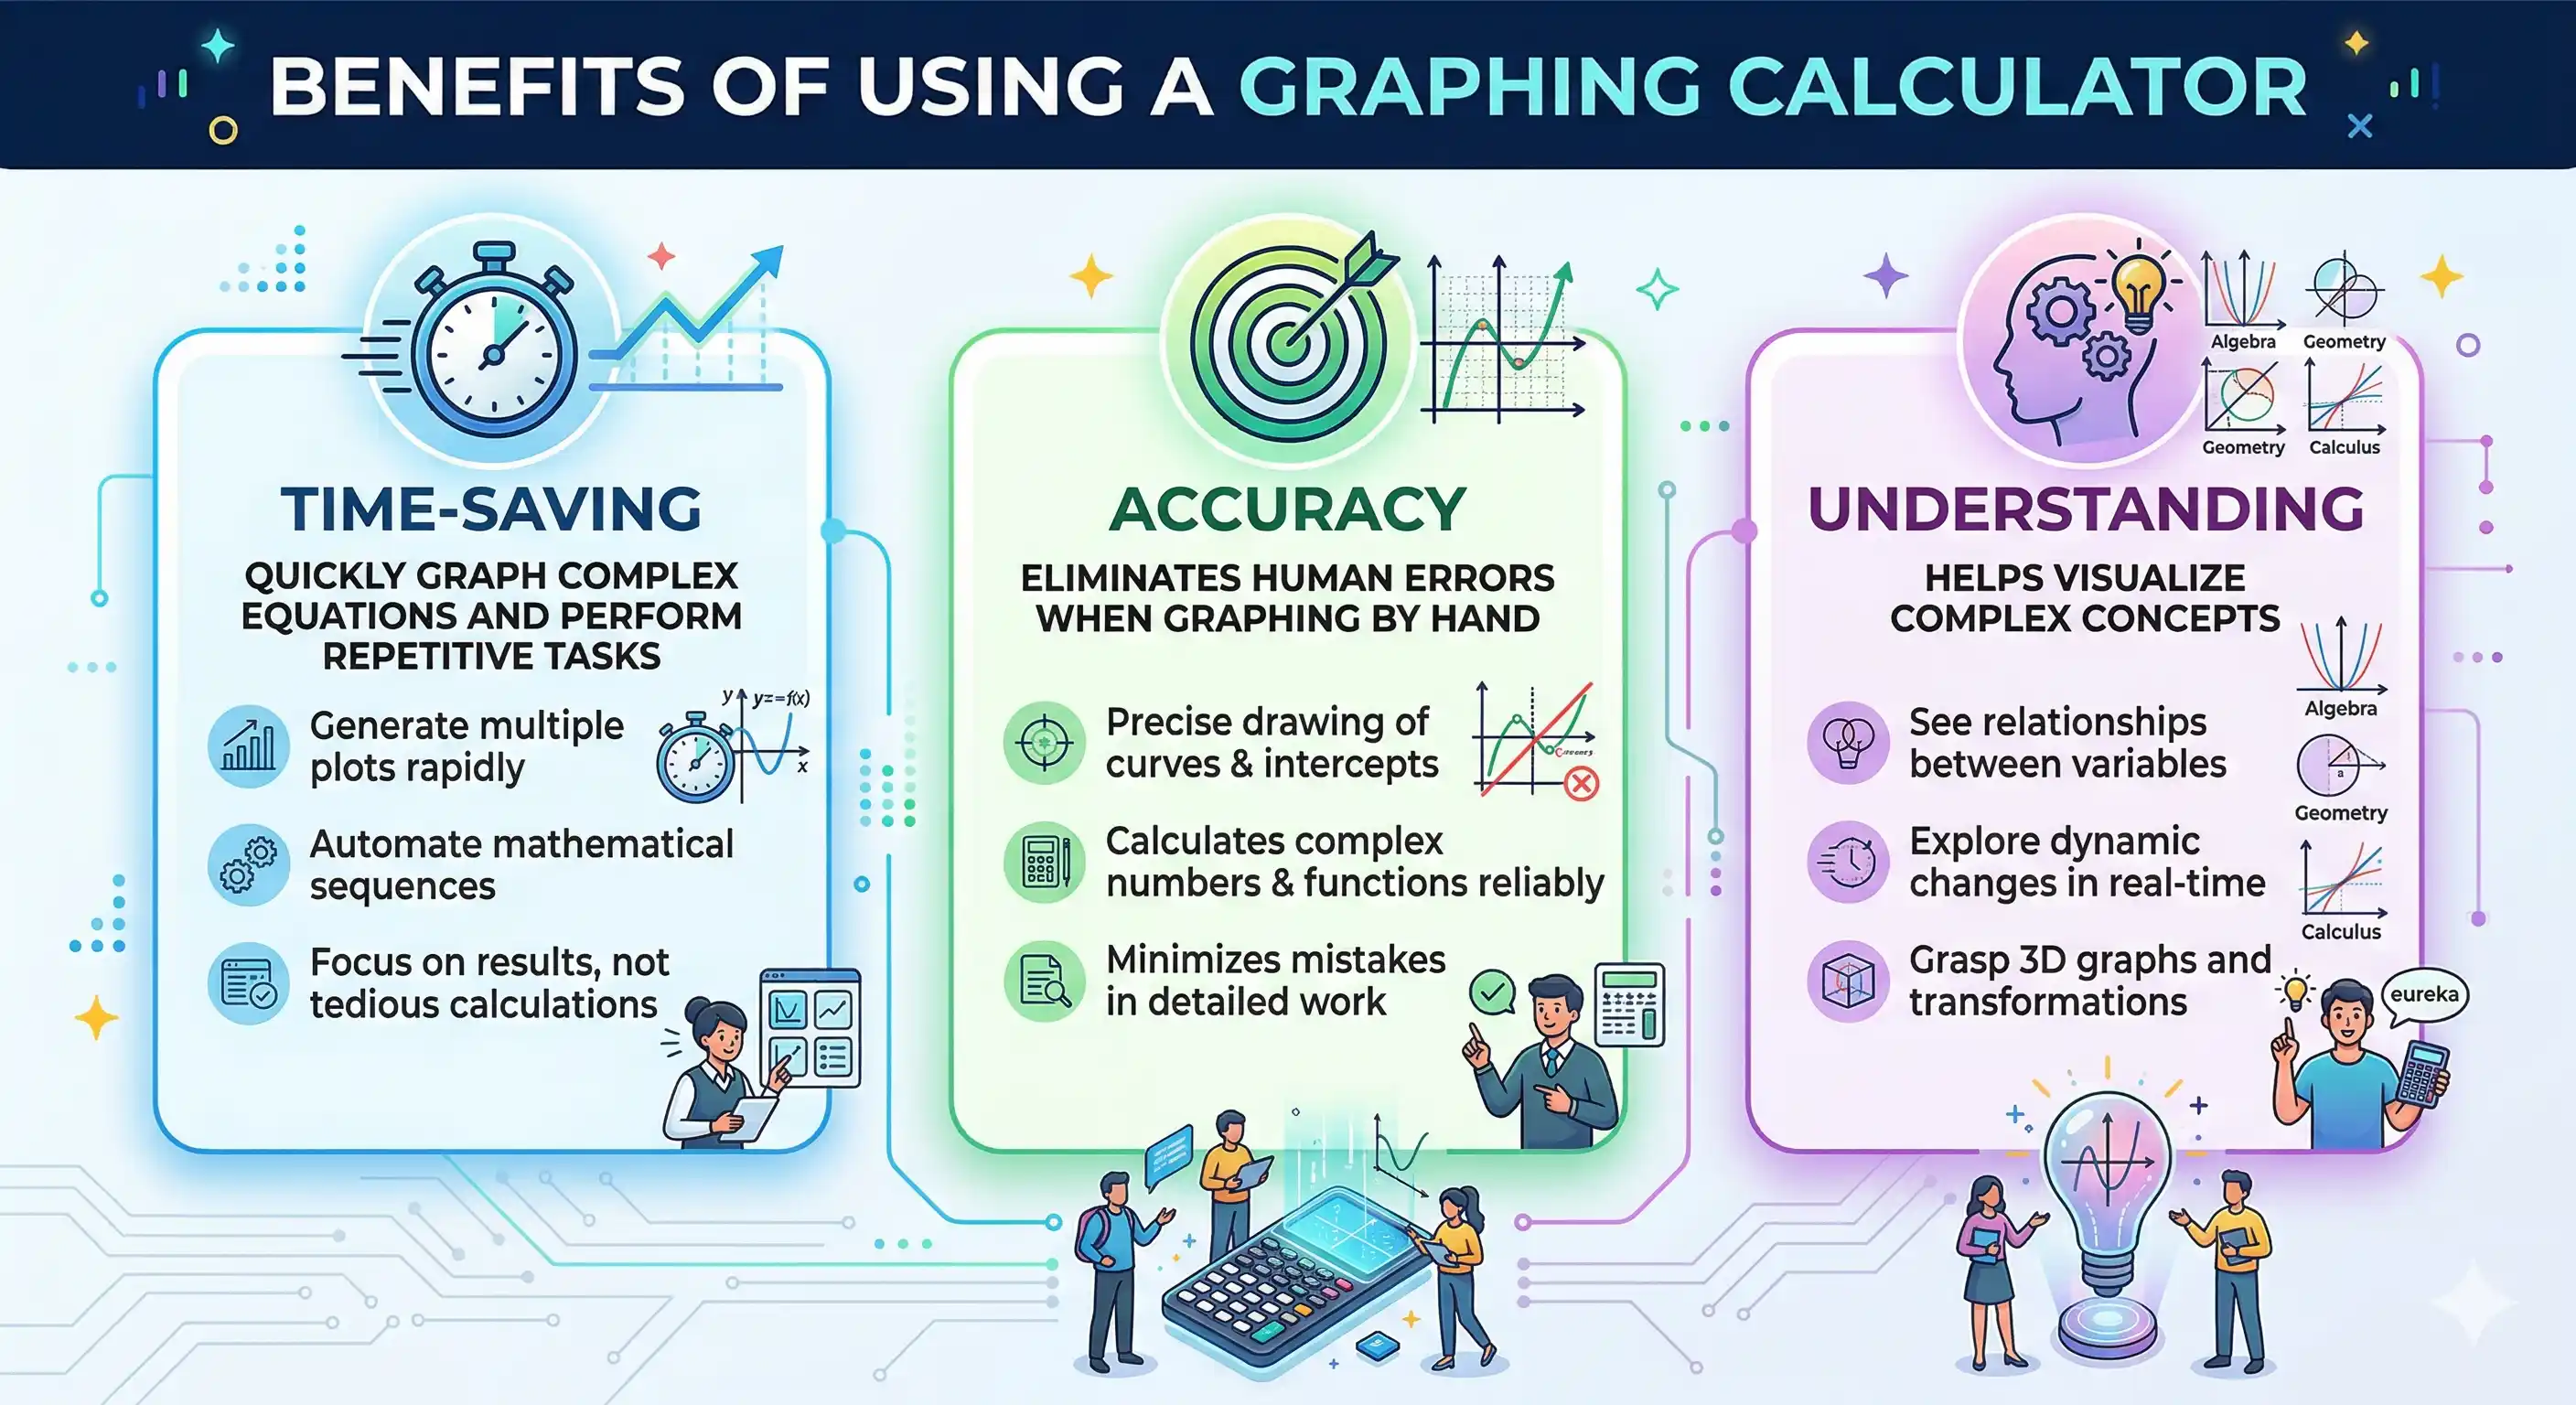 BENEFITS OF USING A GRAPHING CALCULATOR
TIME-SAVING
QUICKLY GRAPH COMPLEX
EQUATIONS AND PERFORM
REPETITIVE TASKS
y
y==f(x)
x
Generate multiple
plots rapidly
Automate mathematical
sequences
Focus on results, not
tedious calculations
ACCURACY
ELIMINATES HUMAN ERRORS
WHEN GRAPHING BY HAND
Precise drawing of
curves & intercepts
Calculates complex
numbers & functions reliably
Minimizes mistakes
in detailed work
Algebra
Geometry
Geometry
Calculus
UNDERSTANDING
HELPS VISUALIZE
COMPLEX CONCEPTS
See relationships
between variables
Explore dynamic
changes in real-time
Grasp 3D graphs and
transformations
Algebra
a
Geometry
Calculus
eureka